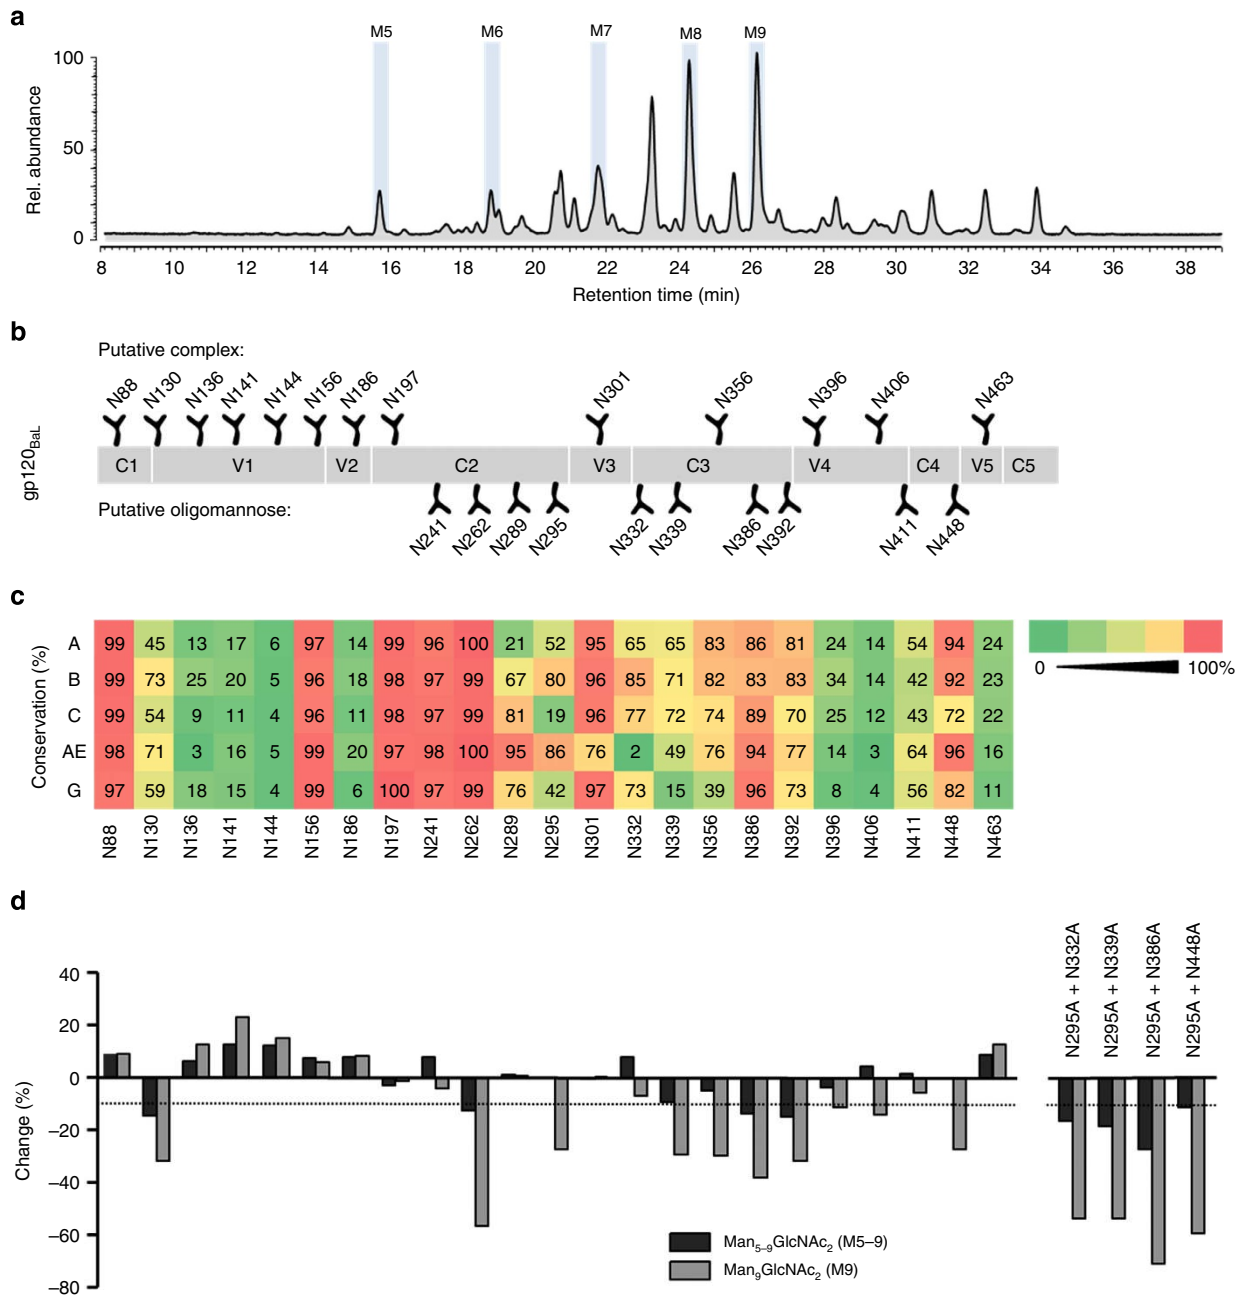 a
M5 M6 M7 M8 M9
100
50
0
Rel. abundance
8 10 12 14 16 18 20 22 24 26 28 30 32 34 36 38
Retention time (min)
b
Putative complex:
N88 N130 N136 N141 N144 N156 N186 N197 N301 N356 N396 N406 N463
gp120BaL
C1 V1 V2 C2 V3 C3 V4 C4 V5 C5
Putative oligomannose:
N241 N262 N289 N295 N332 N339 N386 N392 N411 N448
c
Conservation (%)
A 99 45 13 17 6 97 14 99 96 100 21 52 95 65 65 83 86 81 24 14 54 94 24
B 99 73 25 20 5 96 18 98 97 99 67 80 96 85 71 82 83 83 34 14 42 92 23
C 99 54 9 11 4 96 11 98 97 99 81 19 96 77 72 74 89 70 25 12 43 72 22
AE 98 71 3 16 5 99 20 97 98 100 95 86 76 2 49 76 94 77 14 3 64 96 16
G 97 59 18 15 4 99 6 100 97 99 76 42 97 73 15 39 96 73 8 4 56 82 11
N88 N130 N136 N141 N144 N156 N186 N197 N241 N262 N289 N295 N301 N332 N339 N356 N386 N392 N396 N406 N411 N448 N463
0 100%
d
Change (%)
40
20
0
–20
–40
–60
–80
N295A + N332A
N295A + N339A
N295A + N386A
N295A + N448A
Man5–9GlcNAc2 (M5–9)
Man9GlcNAc2 (M9)